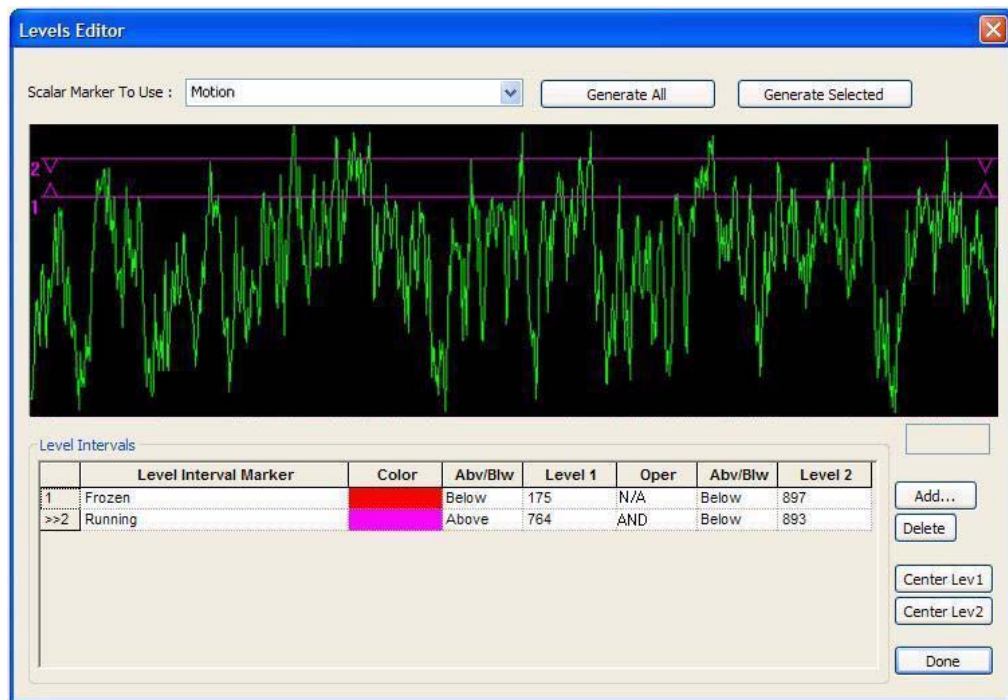 Levels Editor
Scalar Marker To Use : Motion Generate All Generate Selected
2
1
Level Intervals
Level Interval Marker Color Abv/Blw Level 1 Oper Abv/Blw Level 2
1 Frozen Below 175 N/A Below 897
>>2 Running Above 764 AND Below 893
Add...
Delete
Center Lev1
Center Lev2
Done